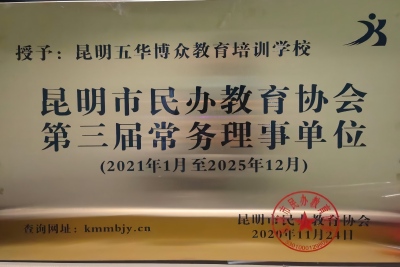 授予：昆明五华博众教育培训学校
昆明市民办教育协会
第三届常务理事单位
(2021年1月至2025年12月)
查询网址：kmmbjy.cn
昆明市民办教育协会
2020年11月24日